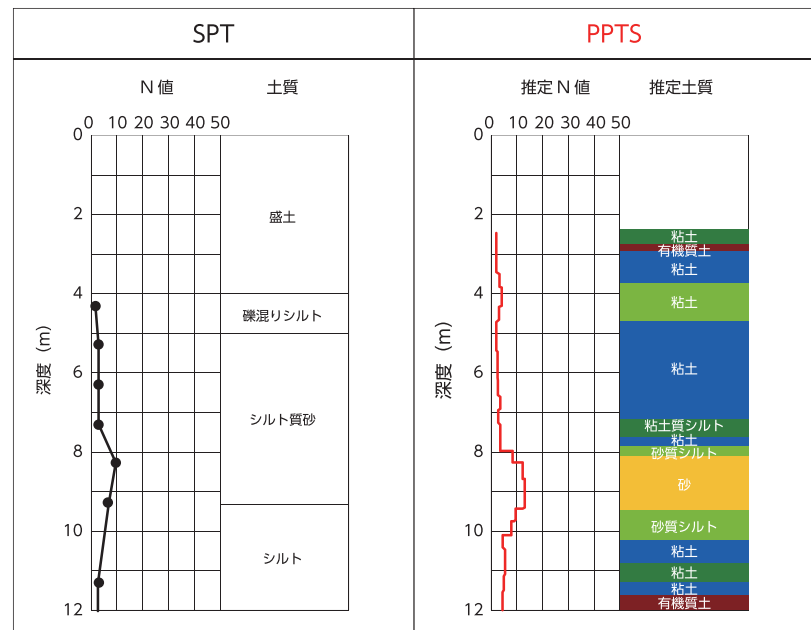 SPT
PPTS
N 値
土質
推定 N 値
推定土質
0 10 20 30 40 50
0 10 20 30 40 50
深度（m）
0
2
4
6
8
10
12
盛土
礫混りシルト
シルト質砂
シルト
深度（m）
0
2
4
6
8
10
12
粘土
有機質土
粘土
粘土
粘土
粘土質シルト
粘土
砂質シルト
砂
砂質シルト
粘土
粘土
粘土
有機質土